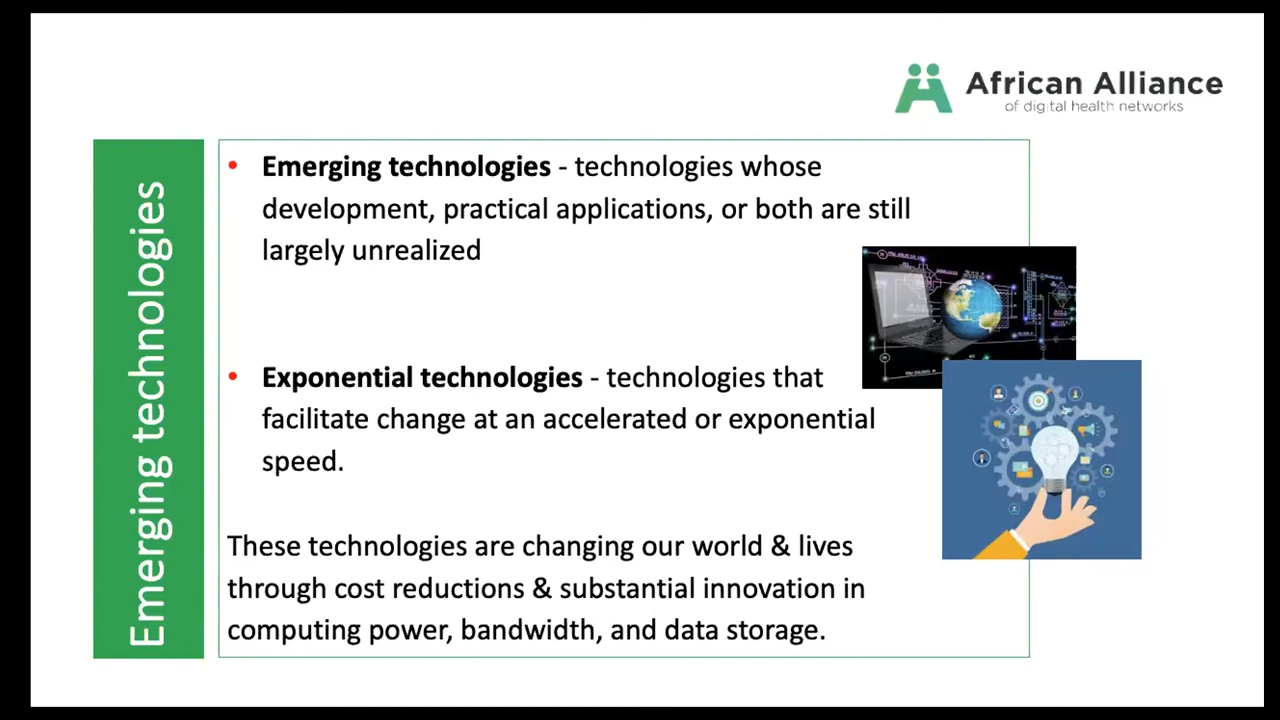 African Alliance
of digital health networks
Emerging technologies
• Emerging technologies - technologies whose
development, practical applications, or both are still
largely unrealized
• Exponential technologies - technologies that
facilitate change at an accelerated or exponential
speed.
These technologies are changing our world & lives
through cost reductions & substantial innovation in
computing power, bandwidth, and data storage.